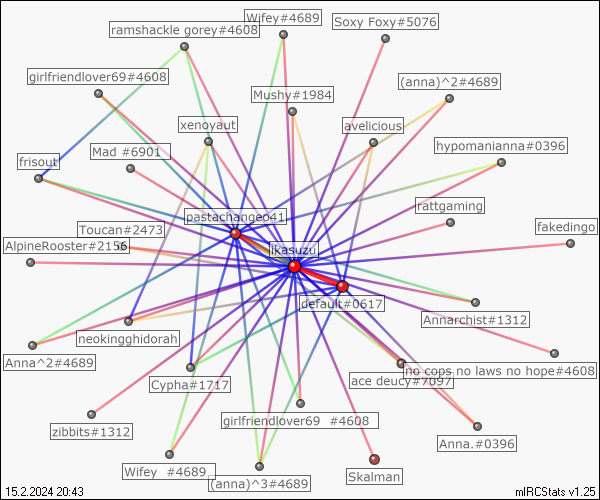 Wifey#4689
Soxy Foxy#5076
ramshackle gorey#4608
girlfriendlover69#4608
(anna)^2#4689
Mushy#1984
xenoyaut
avelicious
hypomanianna#0396
Mad #6901
frisout
rattgaming
pastachangeo41
Toucan#2473
fakedingo
AlpineRooster#2156
ikasuzu
default#0617
Annarchist#1312
neokingghidorah
Anna^2#4689
no cops no laws no hope#4608
ace deucy#7097
Cypha#1717
girlfriendlover69 #4608
zibbits#1312
Anna.#0396
Wifey #4689
Skalman
(anna)^3#4689
15.2.2024 20:43
mIRCStats v1.25